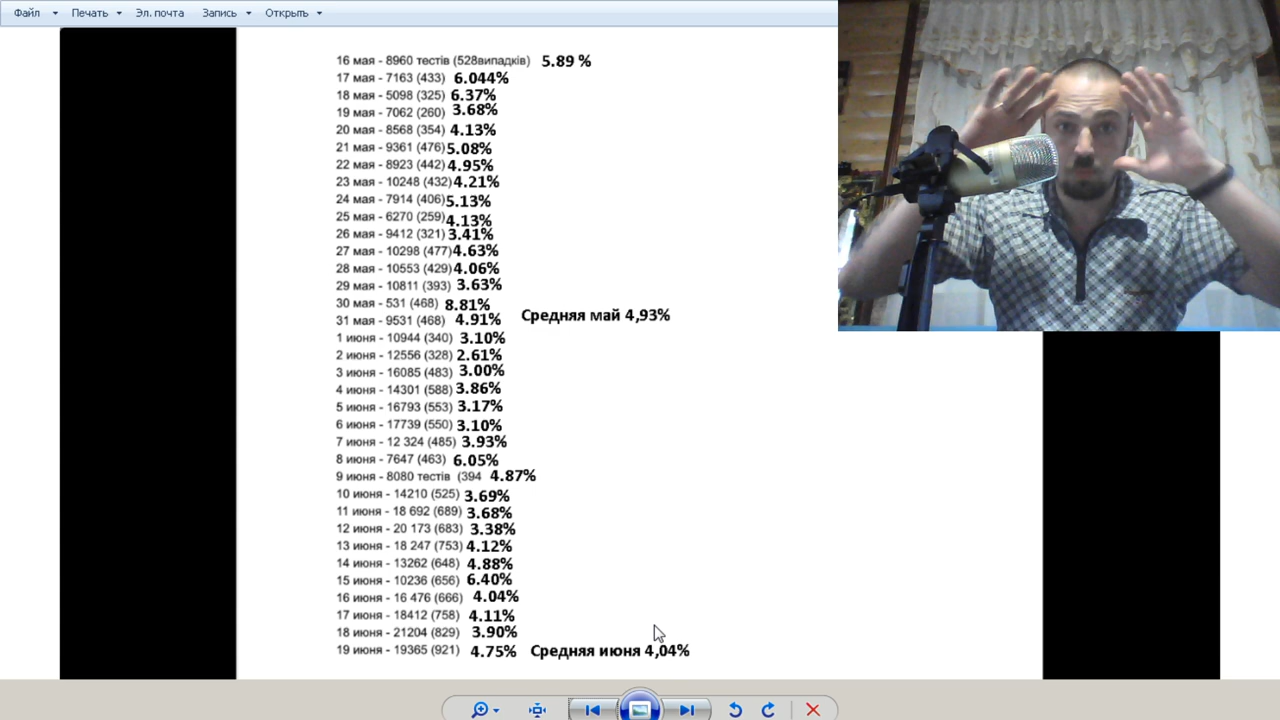 Файл Печать Эл. почта Запись Открыть
16 мая - 8960 тестів (528випадків) 5.89 %
17 мая - 7163 (433) 6.044%
18 мая - 5098 (325) 6.37%
19 мая - 7062 (260) 3.68%
20 мая - 8568 (354) 4.13%
21 мая - 9361 (476) 5.08%
22 мая - 8923 (442) 4.95%
23 мая - 10248 (432) 4.21%
24 мая - 7914 (406) 5.13%
25 мая - 6270 (259) 4.13%
26 мая - 9412 (321) 3.41%
27 мая - 10298 (477) 4.63%
28 мая - 10553 (429) 4.06%
29 мая - 10811 (393) 3.63%
30 мая - 531 (468) 8.81%
31 мая - 9531 (468) 4.91% Средняя май 4,93%
1 июня - 10944 (340) 3.10%
2 июня - 12556 (328) 2.61%
3 июня - 16085 (483) 3.00%
4 июня - 14301 (588) 3.86%
5 июня - 16793 (553) 3.17%
6 июня - 17739 (550) 3.10%
7 июня - 12 324 (485) 3.93%
8 июня - 7647 (463) 6.05%
9 июня - 8080 тестів (394 4.87%
10 июня - 14210 (525) 3.69%
11 июня - 18 692 (689) 3.68%
12 июня - 20 173 (683) 3.38%
13 июня - 18 247 (753) 4.12%
14 июня - 13262 (648) 4.88%
15 июня - 10236 (656) 6.40%
16 июня - 16 476 (666) 4.04%
17 июня - 18412 (758) 4.11%
18 июня - 21204 (829) 3.90%
19 июня - 19365 (921) 4.75% Средняя июня 4,04%